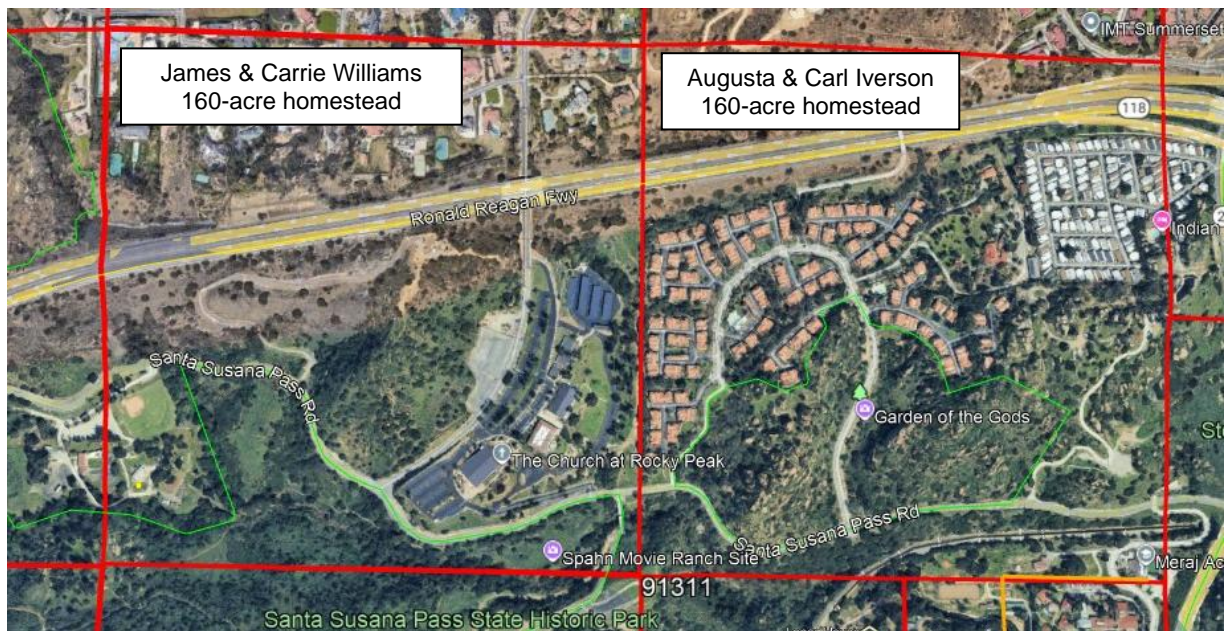 IMT Summerset
James & Carrie Williams
160-acre homestead
Augusta & Carl Iverson
160-acre homestead
118
Ronald Reagan Fwy
Indian
Santa Susana Pass Rd
Garden of the Gods
The Church at Rocky Peak
Santa Susana Pass Rd
Spahn Movie Ranch Site
Meraj Ac
91311
Santa Susana Pass State Historic Park